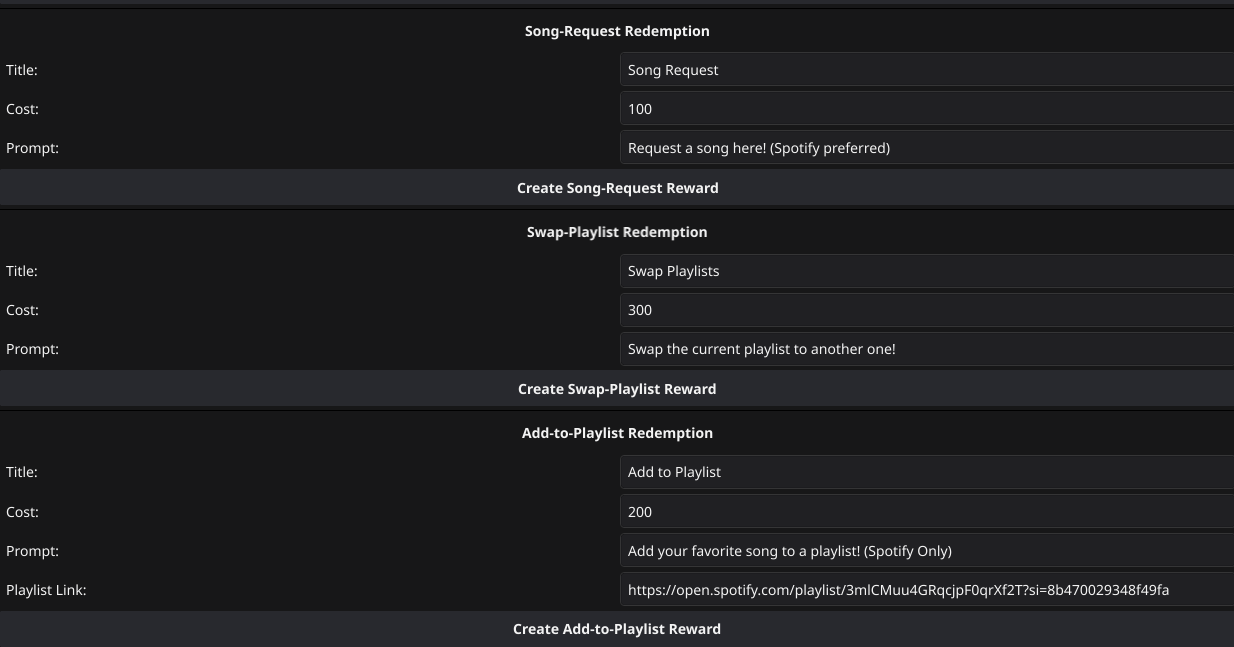 Song-Request Redemption
Title: Song Request
Cost: 100
Prompt: Request a song here! (Spotify preferred)
Create Song-Request Reward
Swap-Playlist Redemption
Title: Swap Playlists
Cost: 300
Prompt: Swap the current playlist to another one!
Create Swap-Playlist Reward
Add-to-Playlist Redemption
Title: Add to Playlist
Cost: 200
Prompt: Add your favorite song to a playlist! (Spotify Only)
Playlist Link: https://open.spotify.com/playlist/3mlCMuu4GRqcjpF0qrXf2T?si=8b470029348f49fa
Create Add-to-Playlist Reward